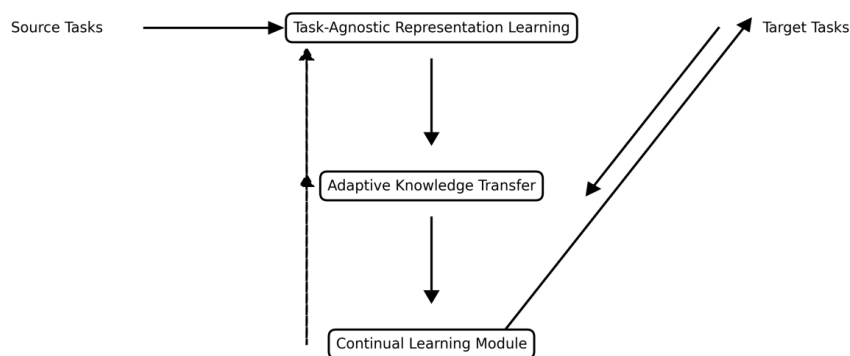 Source Tasks
Task-Agnostic Representation Learning
Target Tasks
Adaptive Knowledge Transfer
Continual Learning Module